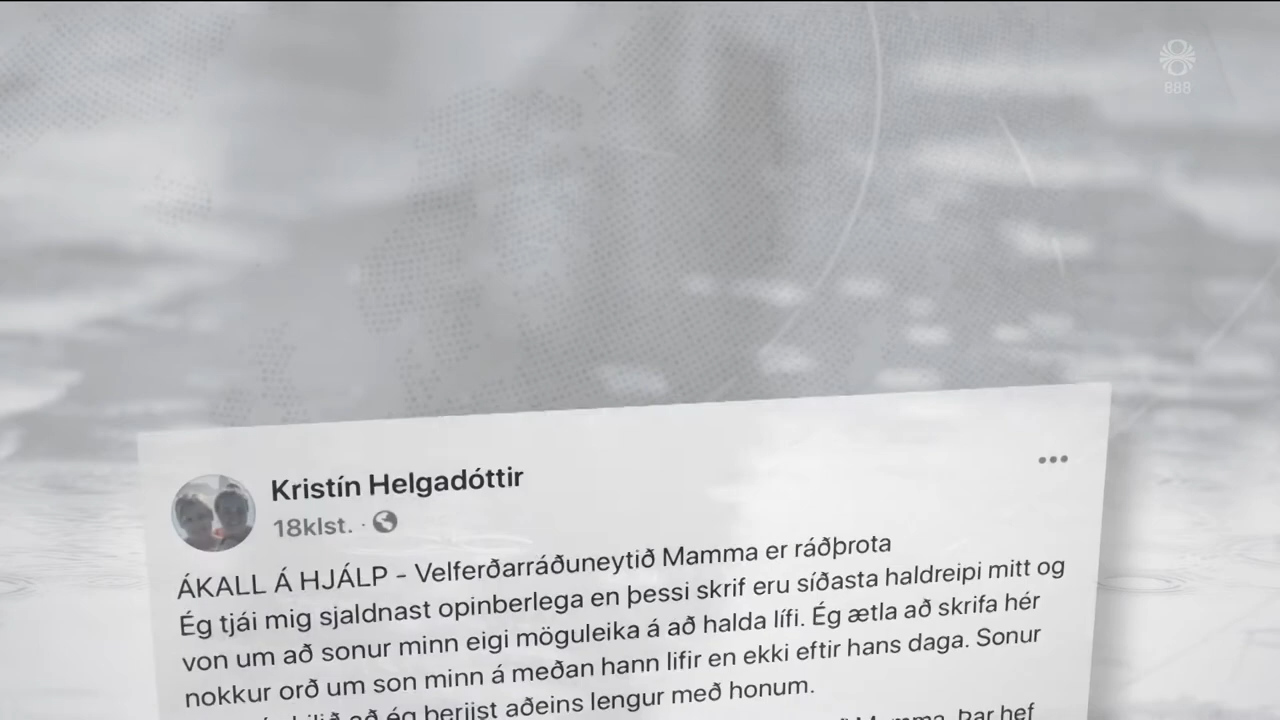 888
Kristín Helgadóttir
18klst.
ÁKALL Á HJÁLP - Velferðarráðuneytið Mamma er ráðþrota
Ég tjái mig sjaldnast opinberlega en þessi skrif eru síðasta haldreipi mitt og
von um að sonur minn eigi möguleika á að halda lífi. Ég ætla að skrifa hér
nokkur orð um son minn á meðan hann lifir en ekki eftir hans daga. Sonur
að ég berjist aðeins lengur með honum.
Mamma, þar hef